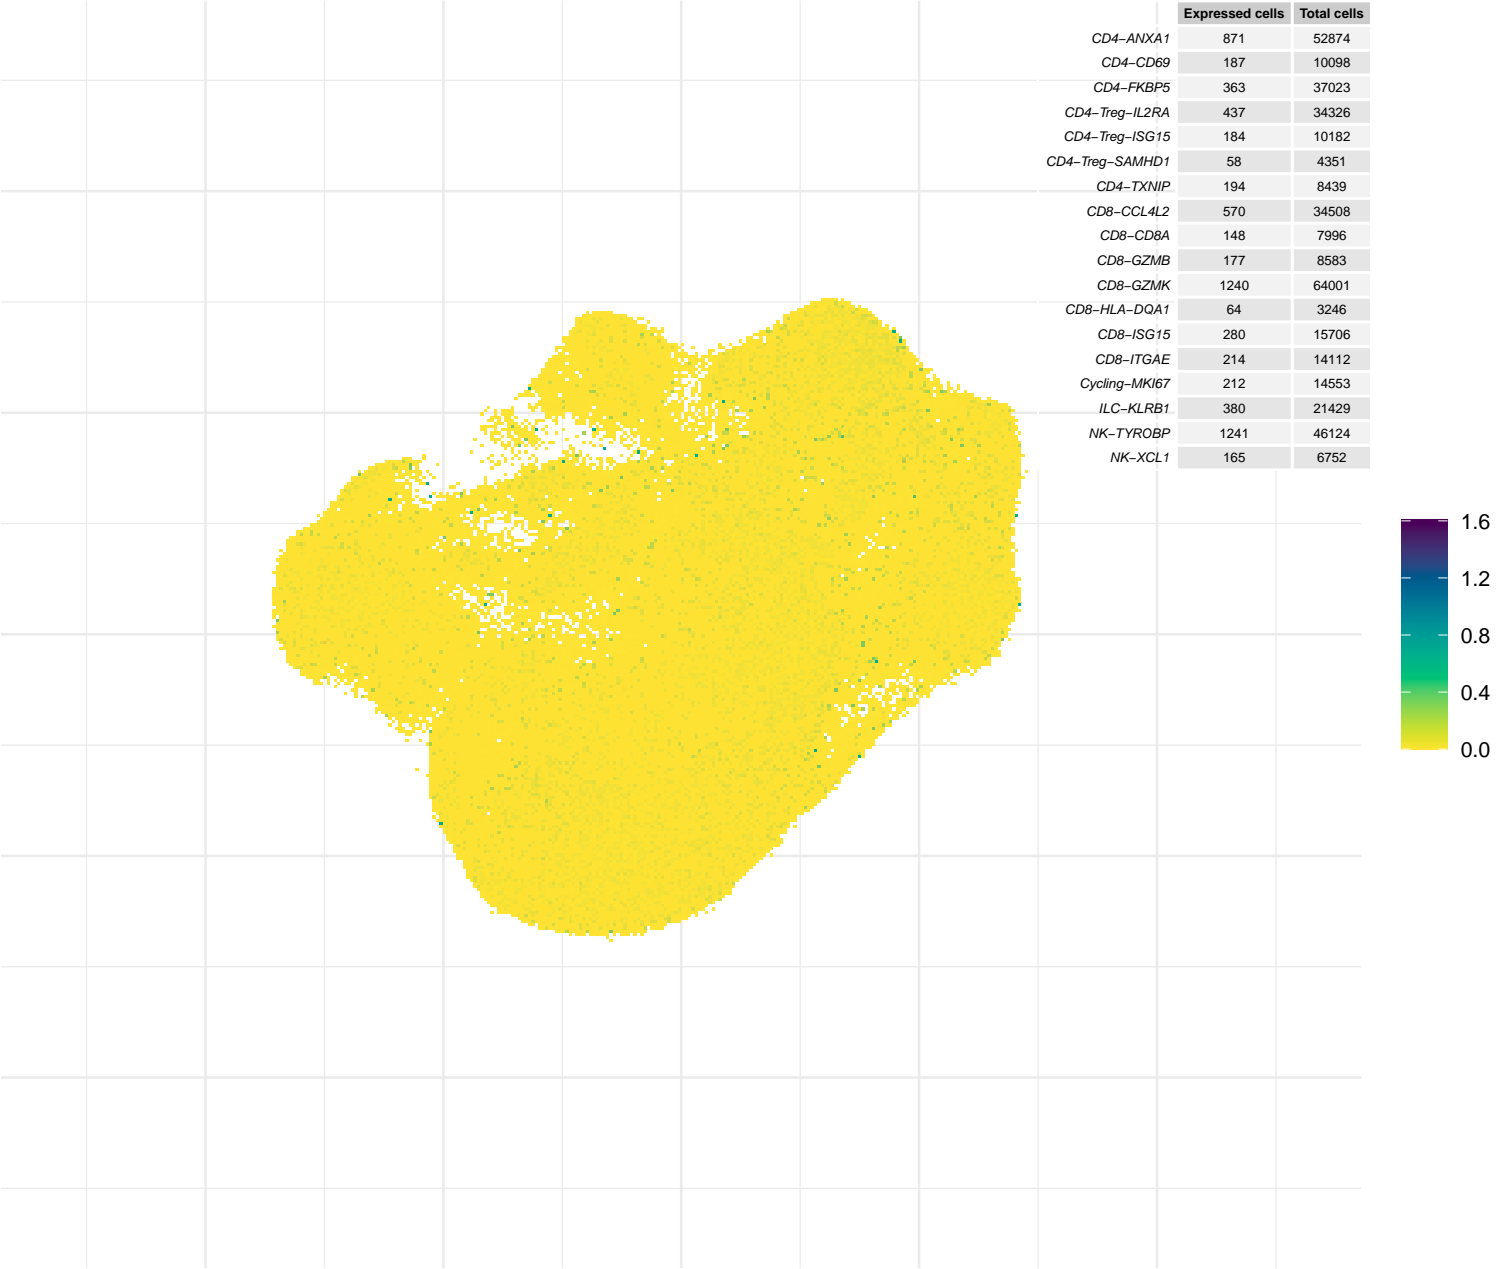 Expressed cells Total cells
CD4−ANXA1 871 52874
CD4−CD69 187 10098
CD4−FKBP5 363 37023
CD4−Treg−IL2RA 437 34326
CD4−Treg−ISG15 184 10182
CD4−Treg−SAMHD1 58 4351
CD4−TXNIP 194 8439
CD8−CCL4L2 570 34508
CD8−CD8A 148 7996
CD8−GZMB 177 8583
CD8−GZMK 1240 64001
CD8−HLA−DQA1 64 3246
CD8−ISG15 280 15706
CD8−ITGAE 214 14112
Cycling−MKI67 212 14553
ILC−KLRB1 380 21429
NK−TYROBP 1241 46124
NK−XCL1 165 6752
1.6
1.2
0.8
0.4
0.0